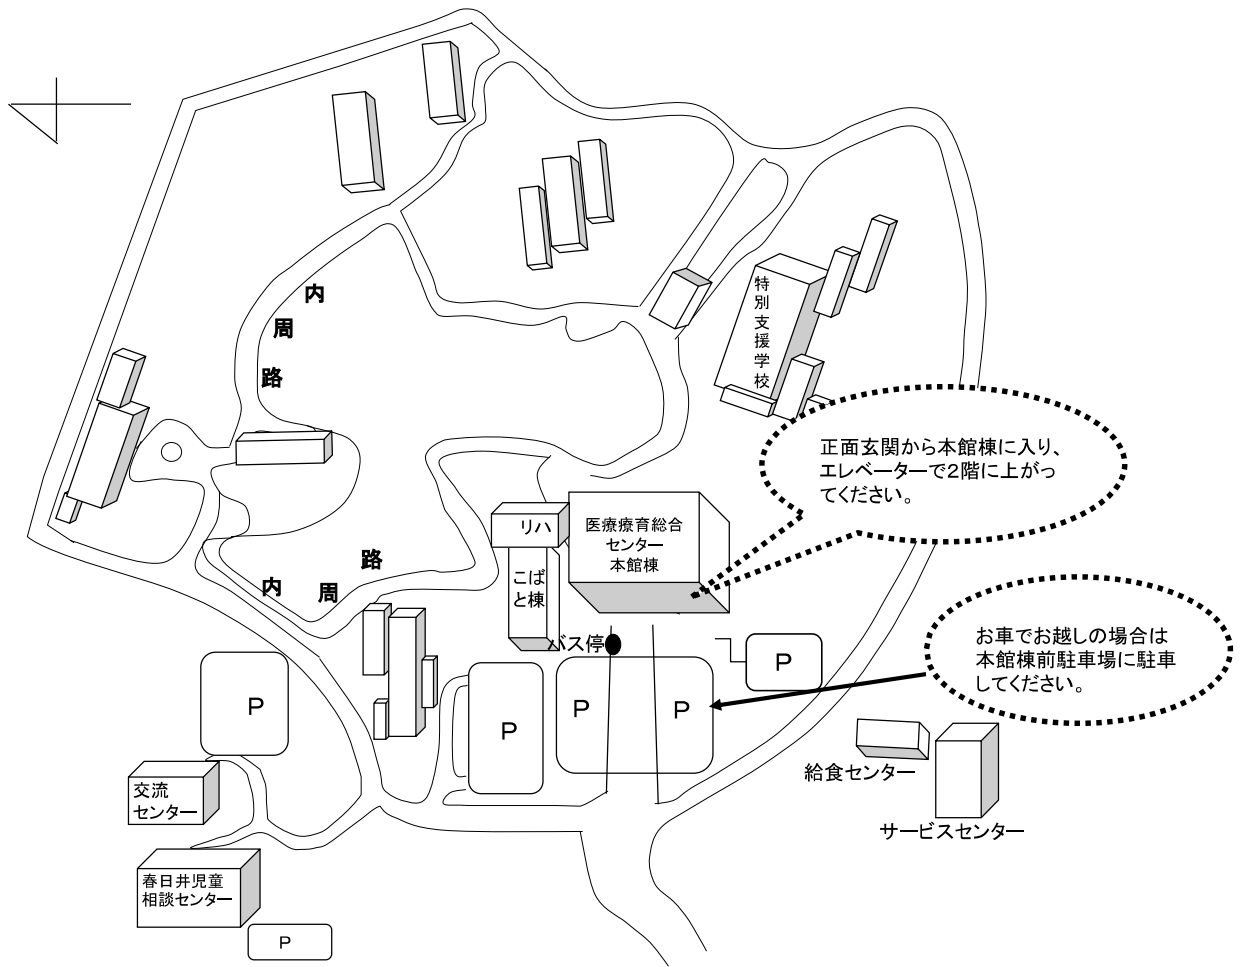 内
周
路
特
別
支
援
学
校
正面玄関から本館棟に入り、
エレベーターで2階に上がっ
てください。
リハ
医療療育総合
センター
本館棟
こば
と棟
内
周
路
バス停
お車でお越しの場合は
本館棟前駐車場に駐車
してください。
P
P
P
P
P
交流
センター
給食センター
サービスセンター
春日井児童
相談センター
P